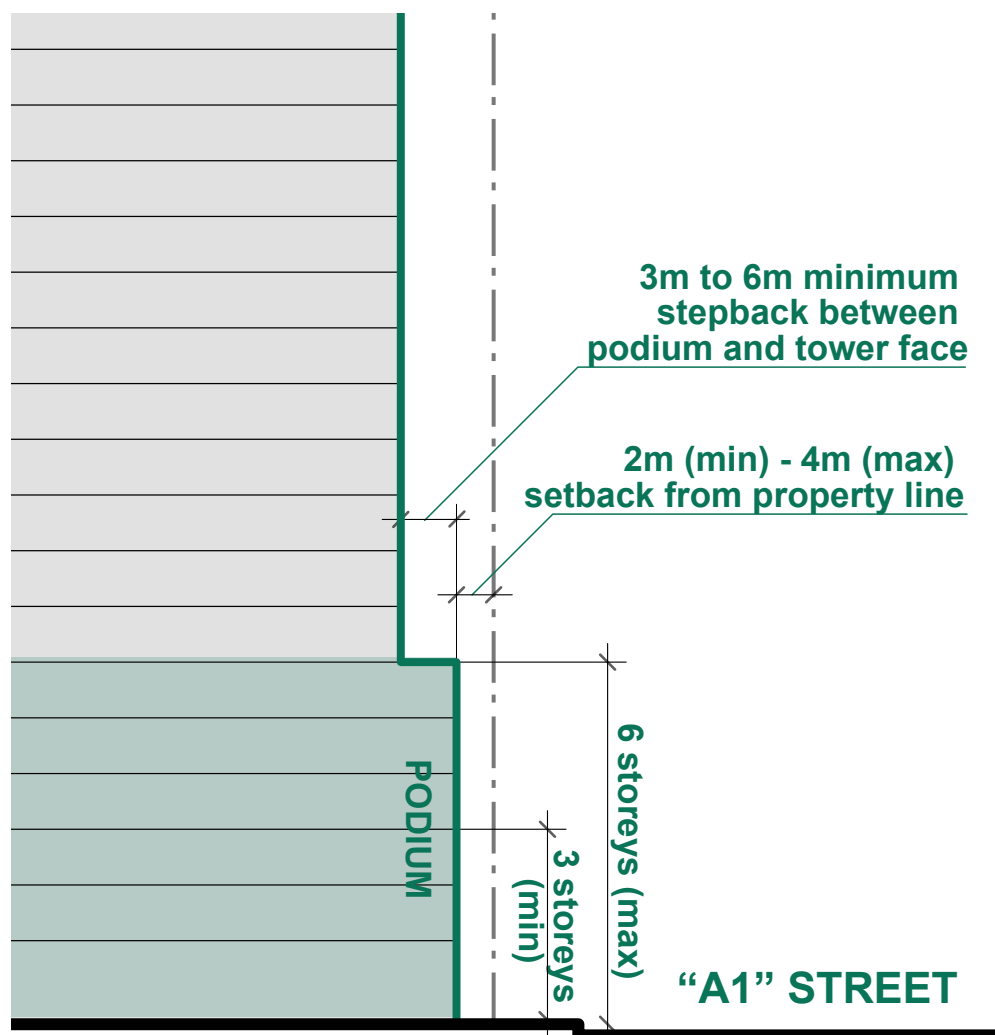 3m to 6m minimum
stepback between
podium and tower face
2m (min) - 4m (max)
setback from property line
PODIUM
6 storeys (max)
3 storeys
(min)
“A1” STREET